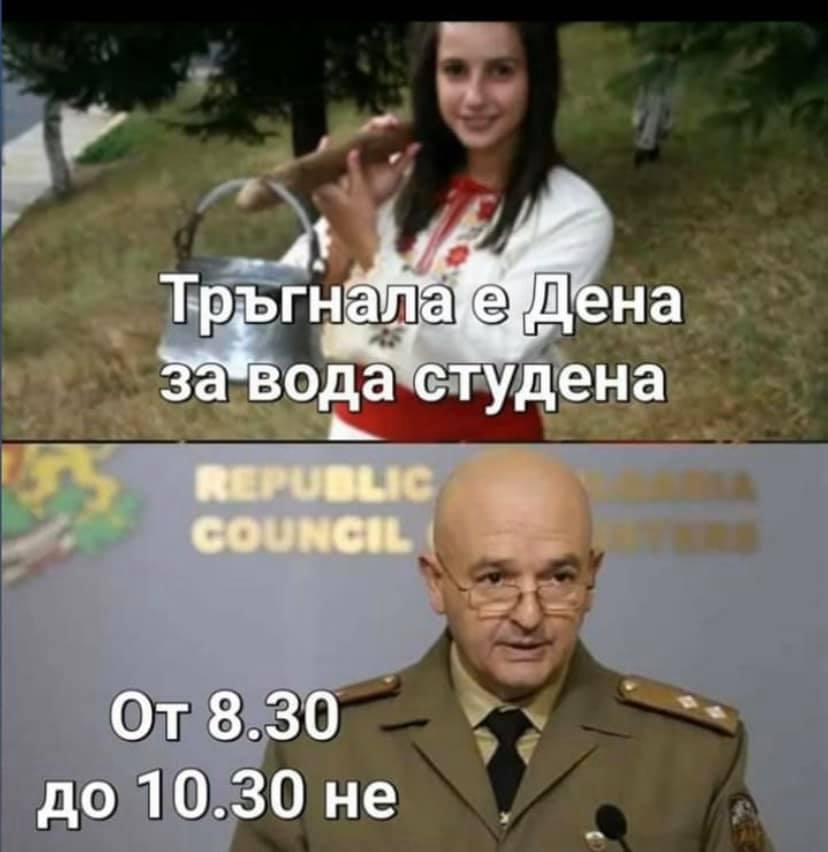 Тръгнала е Дена
за вода студена
REPUBLIC
COUNCIL
От 8.30
до 10.30 не